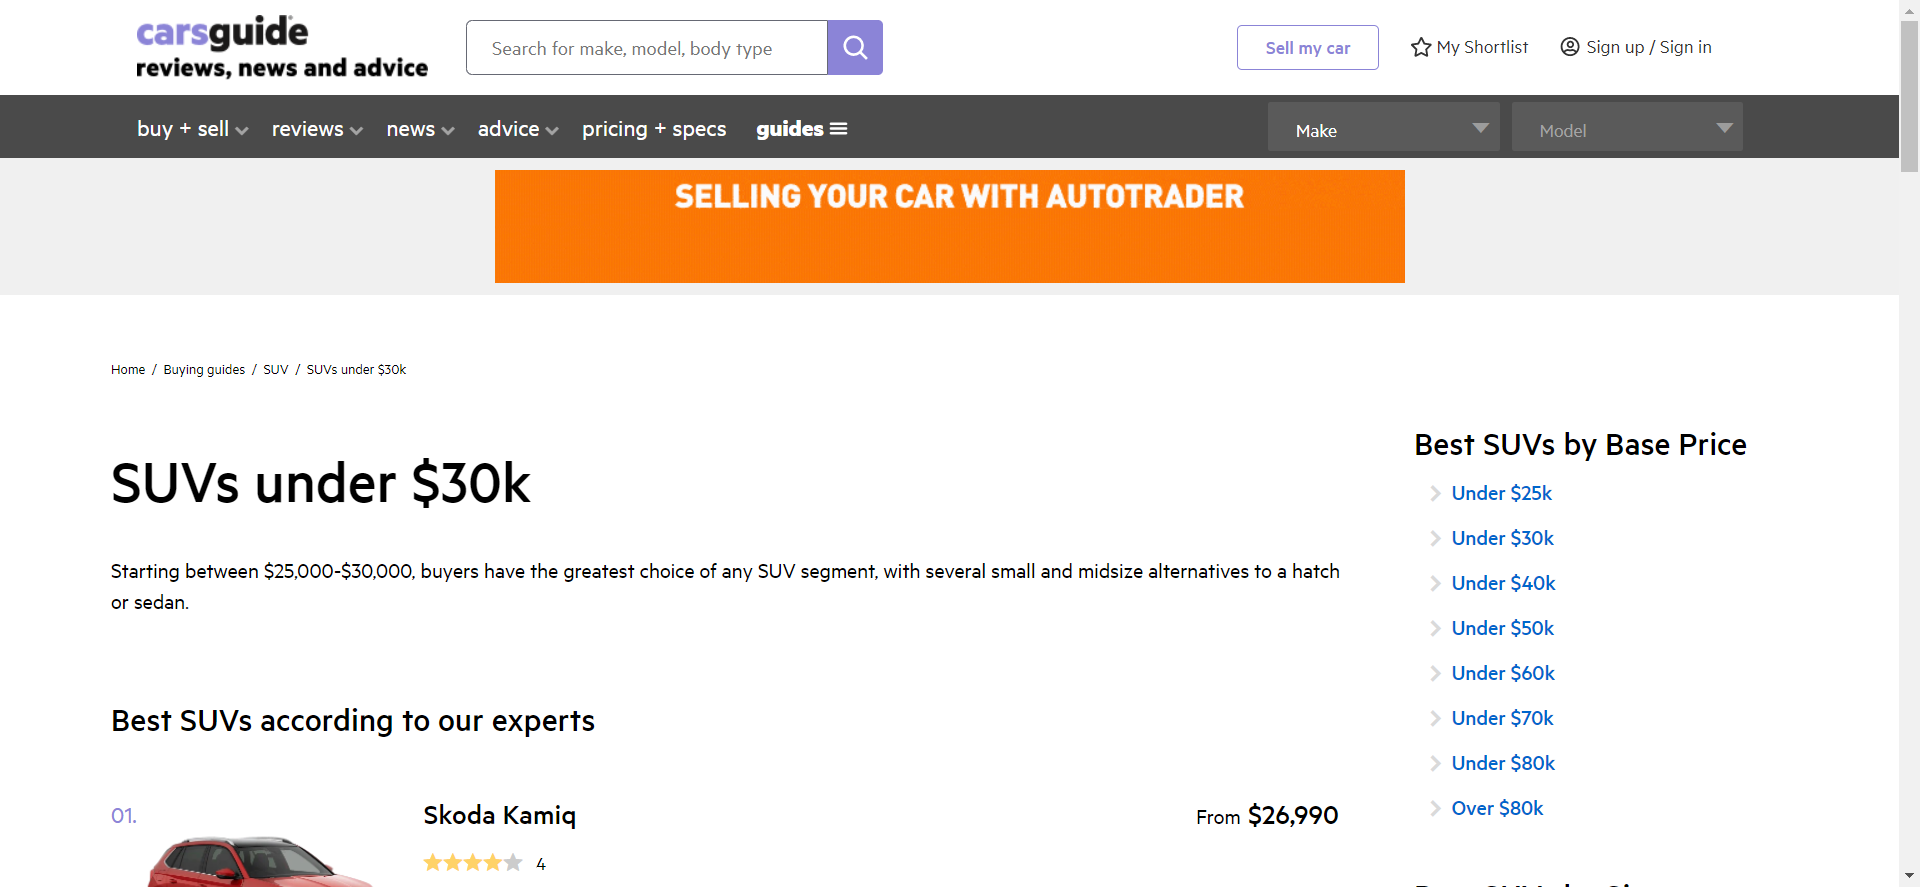 carsguide
reviews, news and advice
Search for make, model, body type
Sell my car
My Shortlist
Sign up / Sign in
buy + sell
reviews
news
advice
pricing + specs
guides
Make
Model
SELLING YOUR CAR WITH AUTOTRADER
Home / Buying guides / SUV / SUVs under $30k
SUVs under $30k
Starting between $25,000-$30,000, buyers have the greatest choice of any SUV segment, with several small and midsize alternatives to a hatch
or sedan.
Best SUVs according to our experts
01.
Skoda Kamiq
From $26,990
4
Best SUVs by Base Price
Under $25k
Under $30k
Under $40k
Under $50k
Under $60k
Under $70k
Under $80k
Over $80k